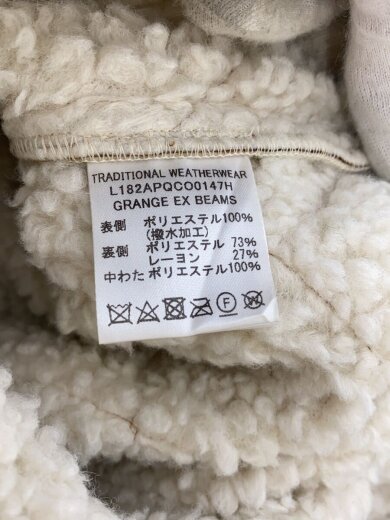 TRADITIONAL WEATHERWEAR
L182APQCO0147H
GRANGE EX BEAMS
表側 ポリエステル100%
(撥水加工)
裏側 ポリエステル 73%
レーヨン 27%
中わた ポリエステル100%
F
W